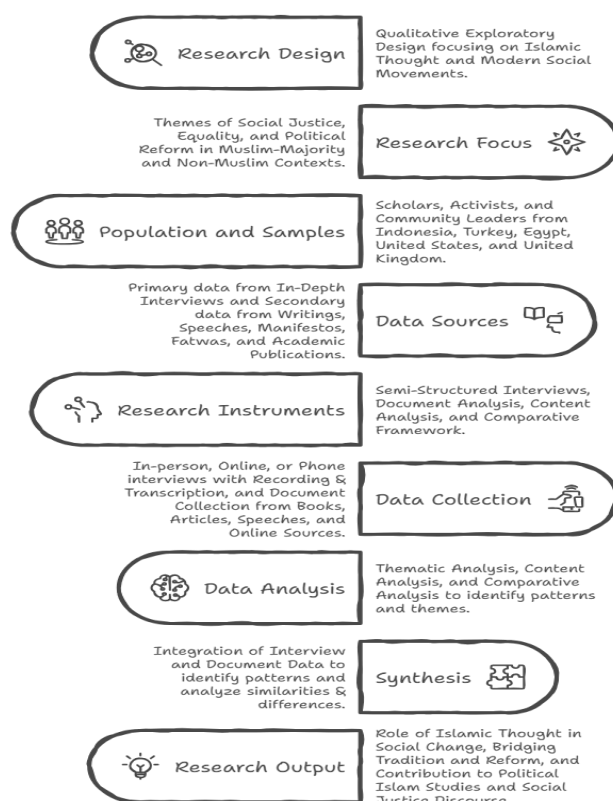 Research Design
Qualitative Exploratory
Design focusing on Islamic
Thought and Modern Social
Movements.
Themes of Social Justice,
Equality, and Political
Reform in Muslim-Majority
and Non-Muslim Contexts.
Research Focus
Population and Samples
Scholars, Activists, and
Community Leaders from
Indonesia, Turkey, Egypt,
United States, and United
Kingdom.
Primary data from In-Depth
Interviews and Secondary
data from Writings,
Speeches, Manifestos,
Fatwas, and Academic
Publications.
Data Sources
Research Instruments
Semi-Structured Interviews,
Document Analysis, Content
Analysis, and Comparative
Framework.
In-person, Online, or Phone
interviews with Recording &
Transcription, and Document
Collection from Books,
Articles, Speeches, and
Online Sources.
Data Collection
Data Analysis
Thematic Analysis, Content
Analysis, and Comparative
Analysis to identify patterns
and themes.
Integration of Interview
and Document Data to
identify patterns and
analyze similarities &
differences.
Synthesis
Research Output
Role of Islamic Thought in
Social Change, Bridging
Tradition and Reform, and
Contribution to Political
Islam Studies and Social
Justice Discourse.